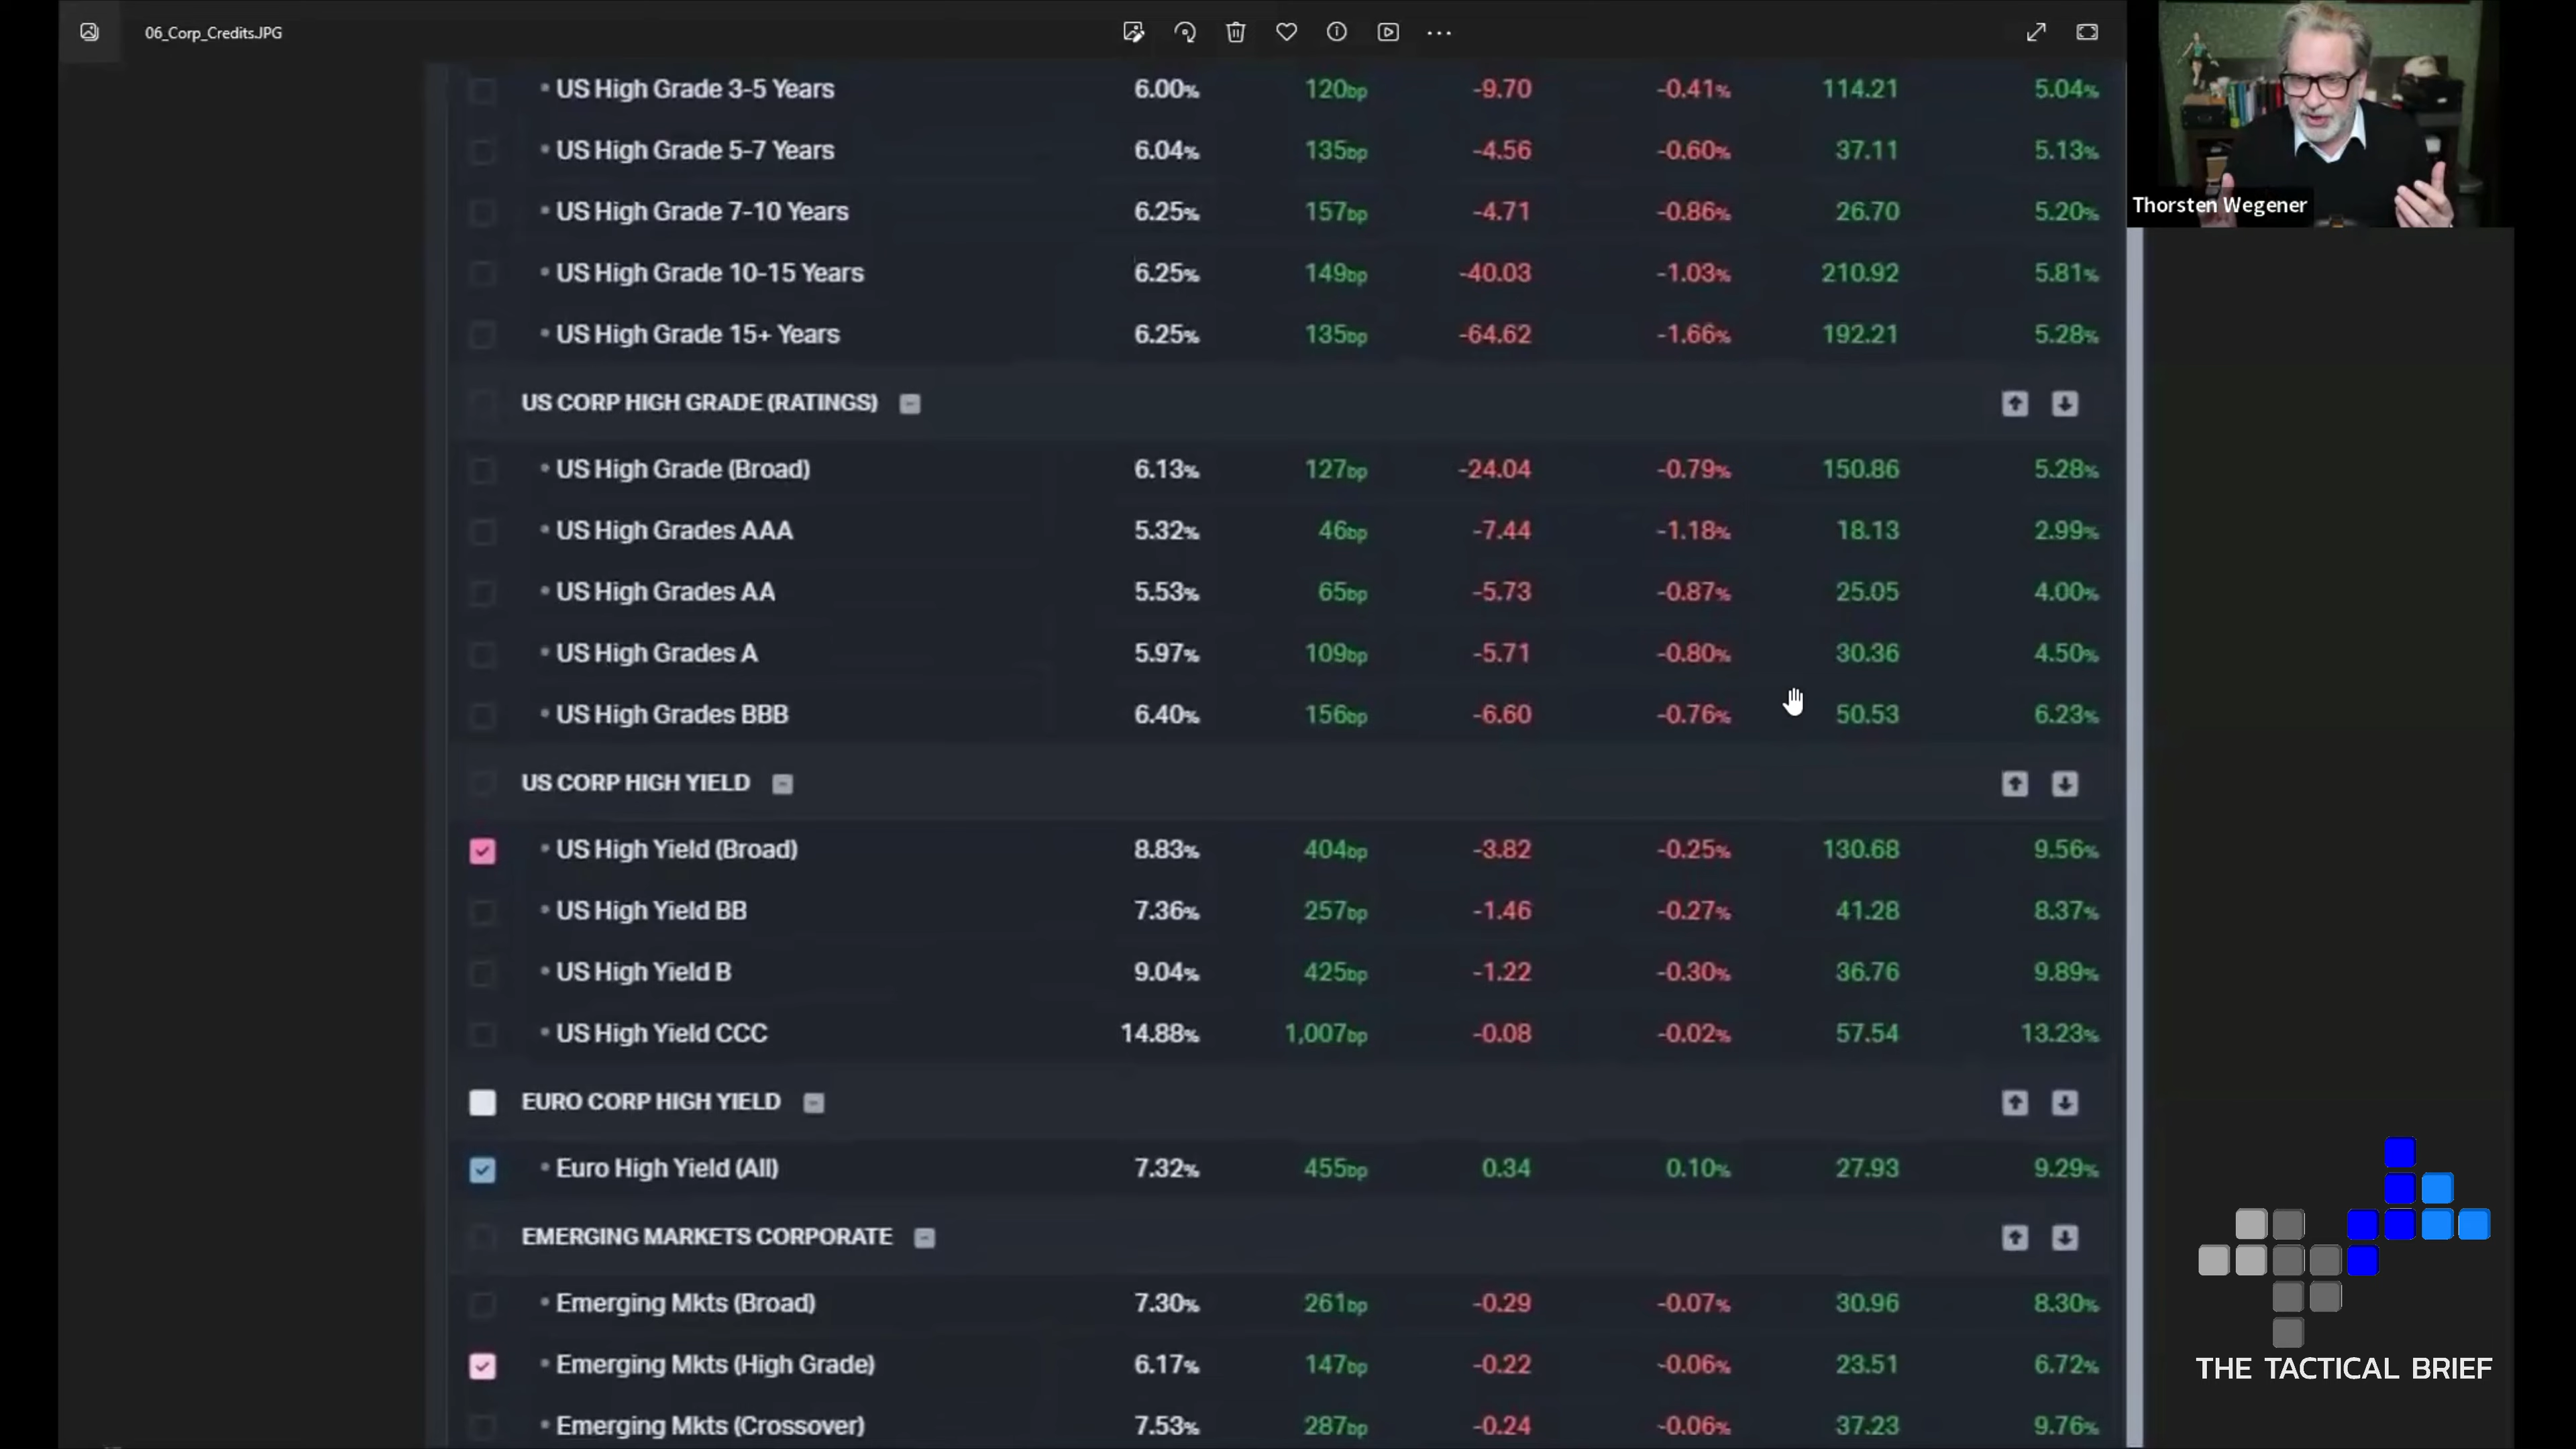 06_Corp_Credits.JPG
Thorsten Wegener
US High Grade 3-5 Years 6.00% 120bp -9.70 -0.41% 114.21 5.04%
US High Grade 5-7 Years 6.04% 135bp -4.56 -0.60% 37.11 5.13%
US High Grade 7-10 Years 6.25% 157bp -4.71 -0.86% 26.70 5.20%
US High Grade 10-15 Years 6.25% 149bp -40.03 -1.03% 210.92 5.81%
US High Grade 15+ Years 6.25% 135bp -64.62 -1.66% 192.21 5.28%
US CORP HIGH GRADE (RATINGS)
US High Grade (Broad) 6.13% 127bp -24.04 -0.79% 150.86 5.28%
US High Grades AAA 5.32% 46bp -7.44 -1.18% 18.13 2.99%
US High Grades AA 5.53% 65bp -5.73 -0.87% 25.05 4.00%
US High Grades A 5.97% 109bp -5.71 -0.80% 30.36 4.50%
US High Grades BBB 6.40% 156bp -6.60 -0.76% 50.53 6.23%
US CORP HIGH YIELD
US High Yield (Broad) 8.83% 404bp -3.82 -0.25% 130.68 9.56%
US High Yield BB 7.36% 257bp -1.46 -0.27% 41.28 8.37%
US High Yield B 9.04% 425bp -1.22 -0.30% 36.76 9.89%
US High Yield CCC 14.88% 1,007bp -0.08 -0.02% 57.54 13.23%
EURO CORP HIGH YIELD
Euro High Yield (All) 7.32% 455bp 0.34 0.10% 27.93 9.29%
EMERGING MARKETS CORPORATE
Emerging Mkts (Broad) 7.30% 261bp -0.29 -0.07% 30.96 8.30%
Emerging Mkts (High Grade) 6.17% 147bp -0.22 -0.06% 23.51 6.72%
Emerging Mkts (Crossover) 7.53% 287bp -0.24 -0.06% 37.23 9.76%
THE TACTICAL BRIEF